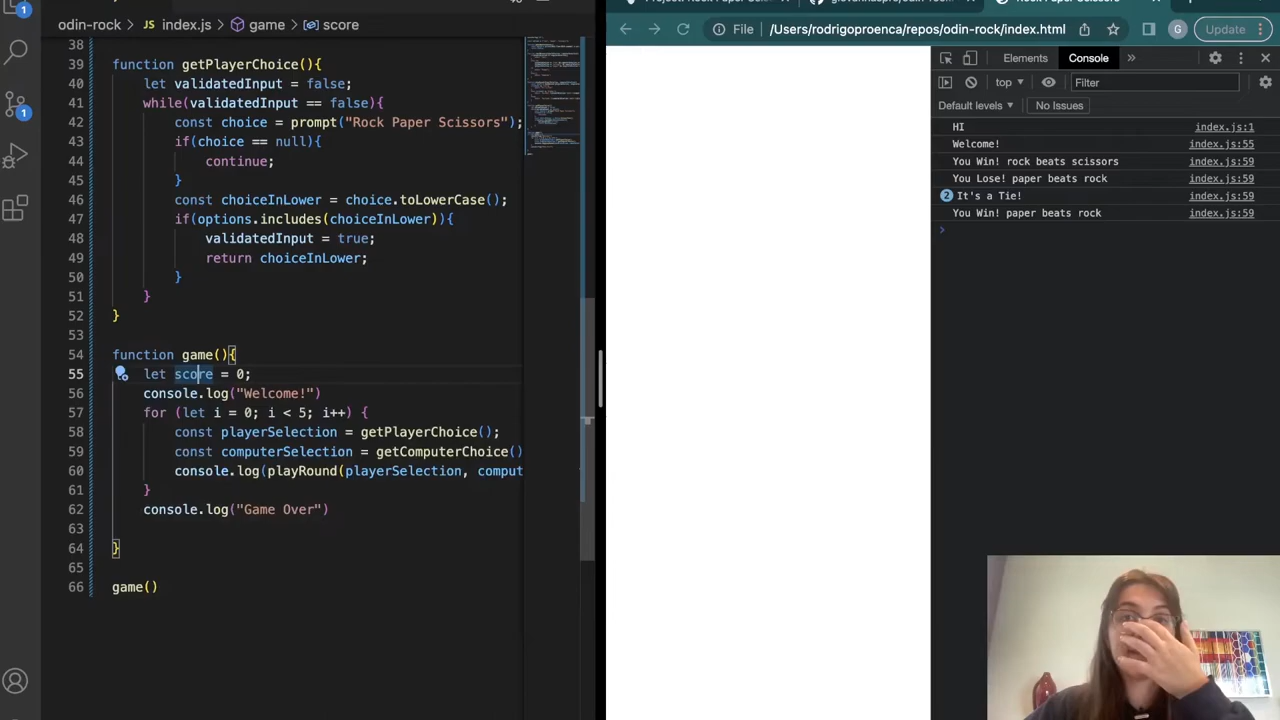 1
odin-rock > JS index.js > game > score
/Users/rodrigoproenca/repos/odin-rock/index.html
File
G
Update
Elements
Console
top
Filter
Default levels
No Issues
38
39 function getPlayerChoice(){
40 let validatedInput = false;
41 while(validatedInput == false){
42 const choice = prompt("Rock Paper Scissors");
43 if(choice == null){
44 continue;
45 }
46 const choiceInLower = choice.toLowerCase();
47 if(options.includes(choiceInLower)){
48 validatedInput = true;
49 return choiceInLower;
50 }
51 }
52 }
53
54 function game(){
55 let score = 0;
56 console.log("Welcome!")
57 for (let i = 0; i < 5; i++) {
58 const playerSelection = getPlayerChoice();
59 const computerSelection = getComputerChoice()
60 console.log(playRound(playerSelection, comput
61 }
62 console.log("Game Over")
63
64 }
65
66 game()
HI index.js:1
Welcome! index.js:55
You Win! rock beats scissors index.js:59
You Lose! paper beats rock index.js:59
2 It's a Tie! index.js:59
You Win! paper beats rock index.js:59